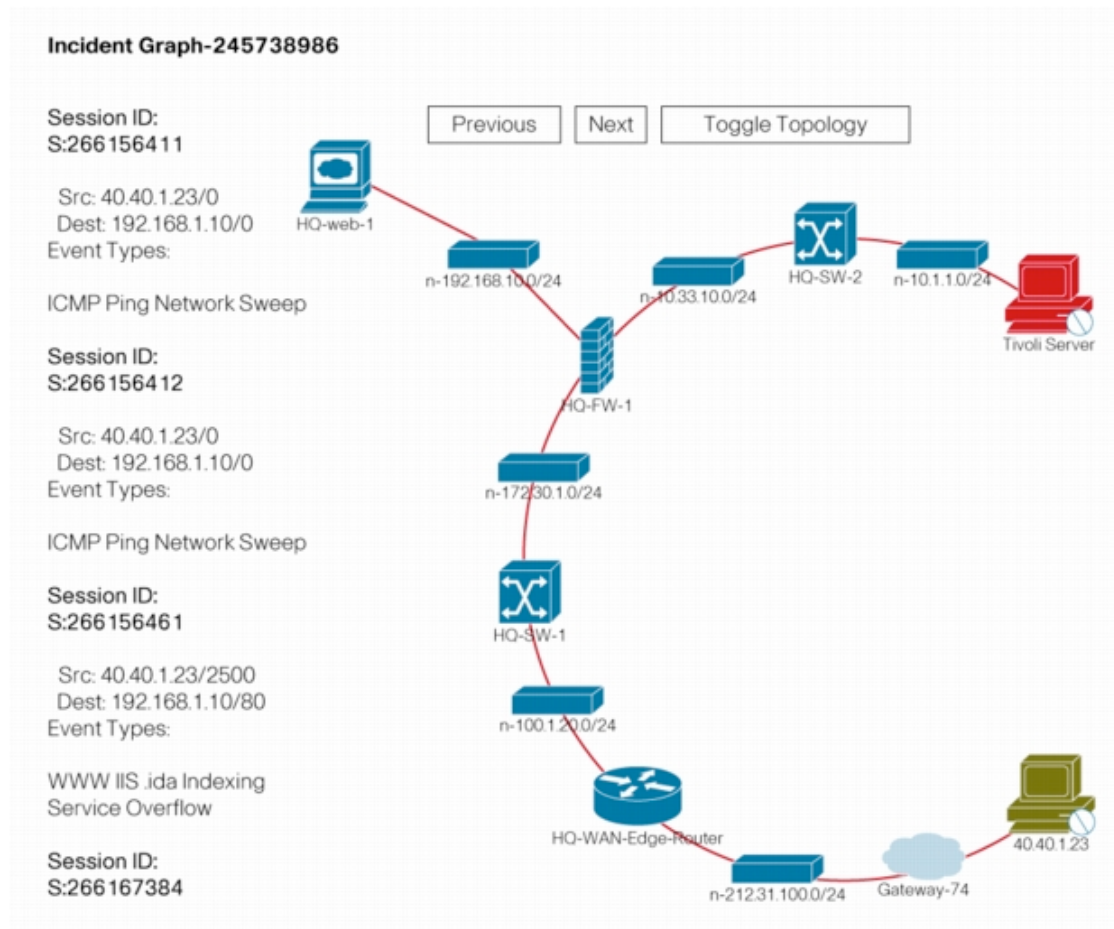 Incident Graph-245738986
Session ID:
S:266156411
Src: 40.40.1.23/0
Dest: 192.168.1.10/0
Event Types:
ICMP Ping Network Sweep
Session ID:
S:266156412
Src: 40.40.1.23/0
Dest: 192.168.1.10/0
Event Types:
ICMP Ping Network Sweep
Session ID:
S:266156461
Src: 40.40.1.23/2500
Dest: 192.168.1.10/80
Event Types:
WWW IIS .ida Indexing
Service Overflow
Session ID:
S:266167384
Previous
Next
Toggle Topology
HQ-web-1
n-192.168.10.0/24
n-10.33.10.0/24
HQ-SW-2
n-10.1.1.0/24
Tivoli Server
HQ-FW-1
n-172.30.1.0/24
HQ-SW-1
n-100.1.20.0/24
HQ-WAN-Edge-Router
n-212.31.100.0/24
Gateway-74
40.40.1.23